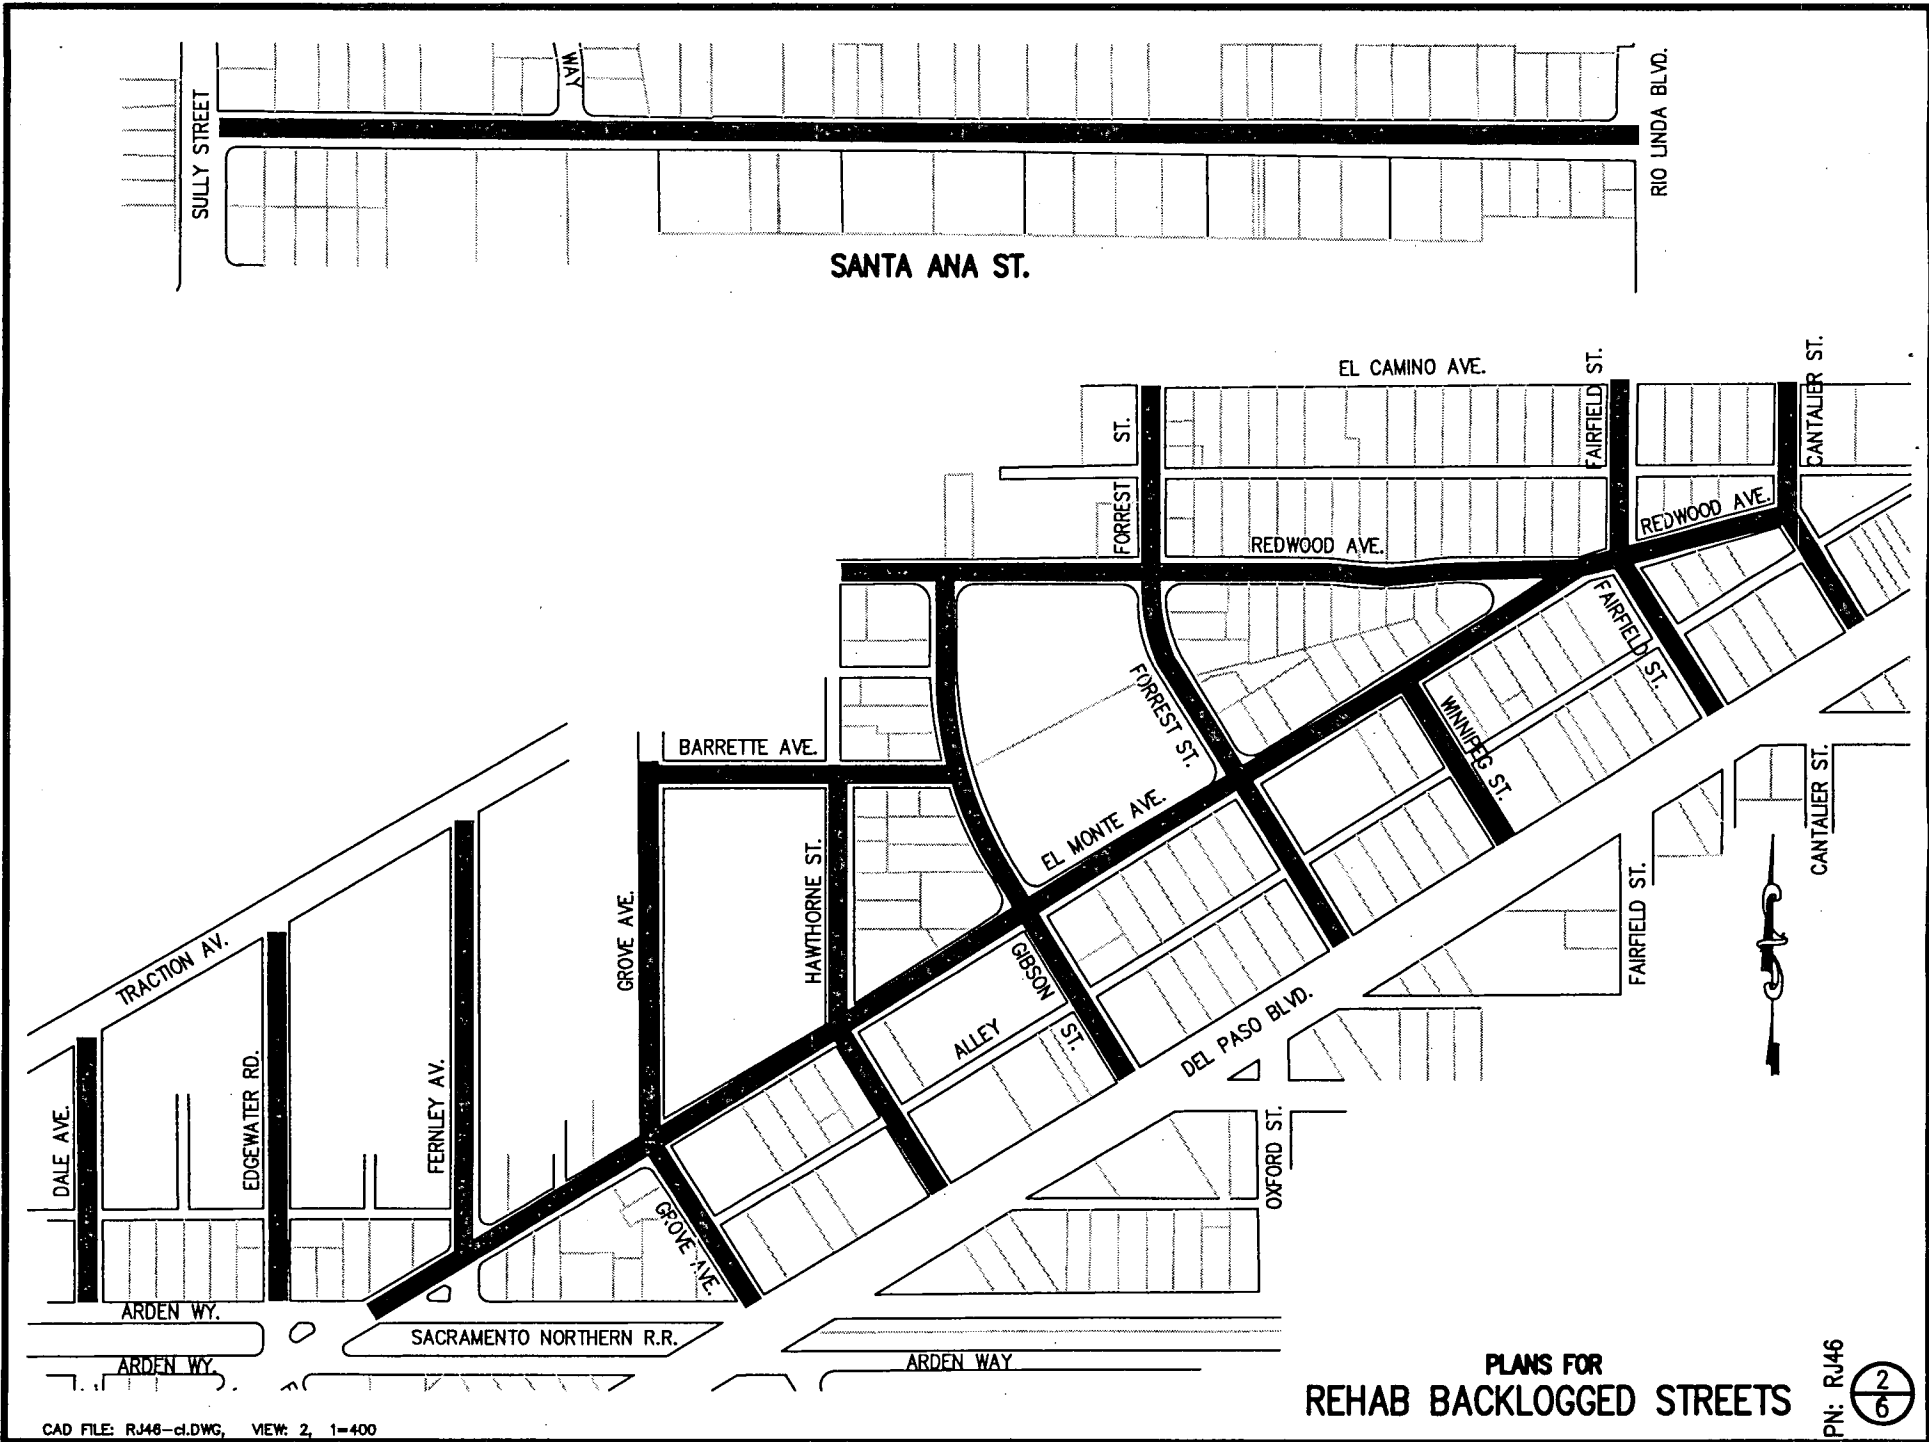 WAY
SULLY STREET
RIO LINDA BLVD.
SANTA ANA ST.
EL CAMINO AVE.
FAIRFIELD ST.
CANTALIER ST.
FORREST ST.
REDWOOD AVE.
REDWOOD AVE.
FAIRFIELD ST.
FORREST ST.
WINNIPEG ST.
BARRETTE AVE.
EL MONTE AVE.
CANTALIER ST.
HAWTHORNE ST.
GROVE AVE.
FAIRFIELD ST.
TRACTION AV.
GIBSON ST.
ALLEY
DEL PASO BLVD.
DALE AVE.
EDGEWATER RD.
FERNLEY AV.
OXFORD ST.
GROVE AVE.
ARDEN WY.
SACRAMENTO NORTHERN R.R.
ARDEN WY.
ARDEN WAY
PLANS FOR
REHAB BACKLOGGED STREETS
PN: RJ46
2
6
CAD FILE: RJ46-cl.DWG, VIEW: 2, 1=400